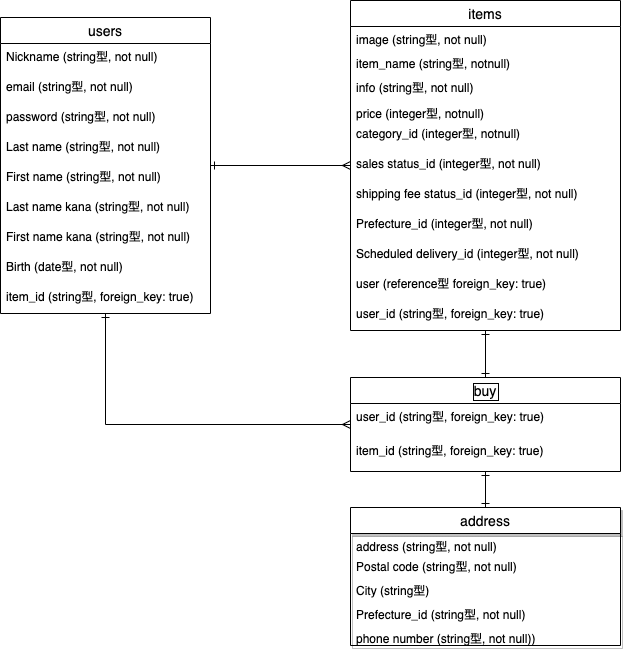 users
Nickname (string型, not null)
email (string型, not null)
password (string型, not null)
Last name (string型, not null)
First name (string型, not null)
Last name kana (string型, not null)
First name kana (string型, not null)
Birth (date型, not null)
item_id (string型, foreign_key: true)
items
image (string型, not null)
item_name (string型, notnull)
info (string型, not null)
price (integer型, notnull)
category_id (integer型, notnull)
sales status_id (integer型, not null)
shipping fee status_id (integer型, not null)
Prefecture_id (integer型, not null)
Scheduled delivery_id (integer型, not null)
user (reference型 foreign_key: true)
user_id (string型, foreign_key: true)
buy
user_id (string型, foreign_key: true)
item_id (string型, foreign_key: true)
address
address (string型, not null)
Postal code (string型, not null)
City (string型)
Prefecture_id (string型, not null)
phone number (string型, not null))